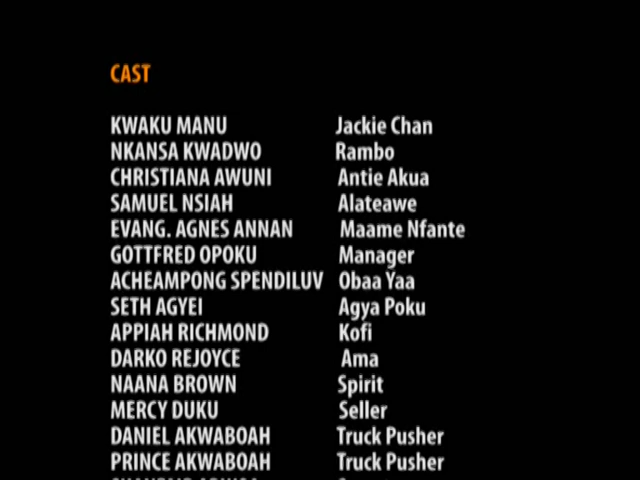 CAST
KWAKU MANU Jackie Chan
NKANSA KWADWO Rambo
CHRISTIANA AWUNI Antie Akua
SAMUEL NSIAH Alateawe
EVANG. AGNES ANNAN Maame Nfante
GOTTFRED OPOKU Manager
ACHEAMPONG SPENDILUV Obaa Yaa
SETH AGYEI Agya Poku
APPIAH RICHMOND Kofi
DARKO REJOYCE Ama
NAANA BROWN Spirit
MERCY DUKU Seller
DANIEL AKWABOAH Truck Pusher
PRINCE AKWABOAH Truck Pusher